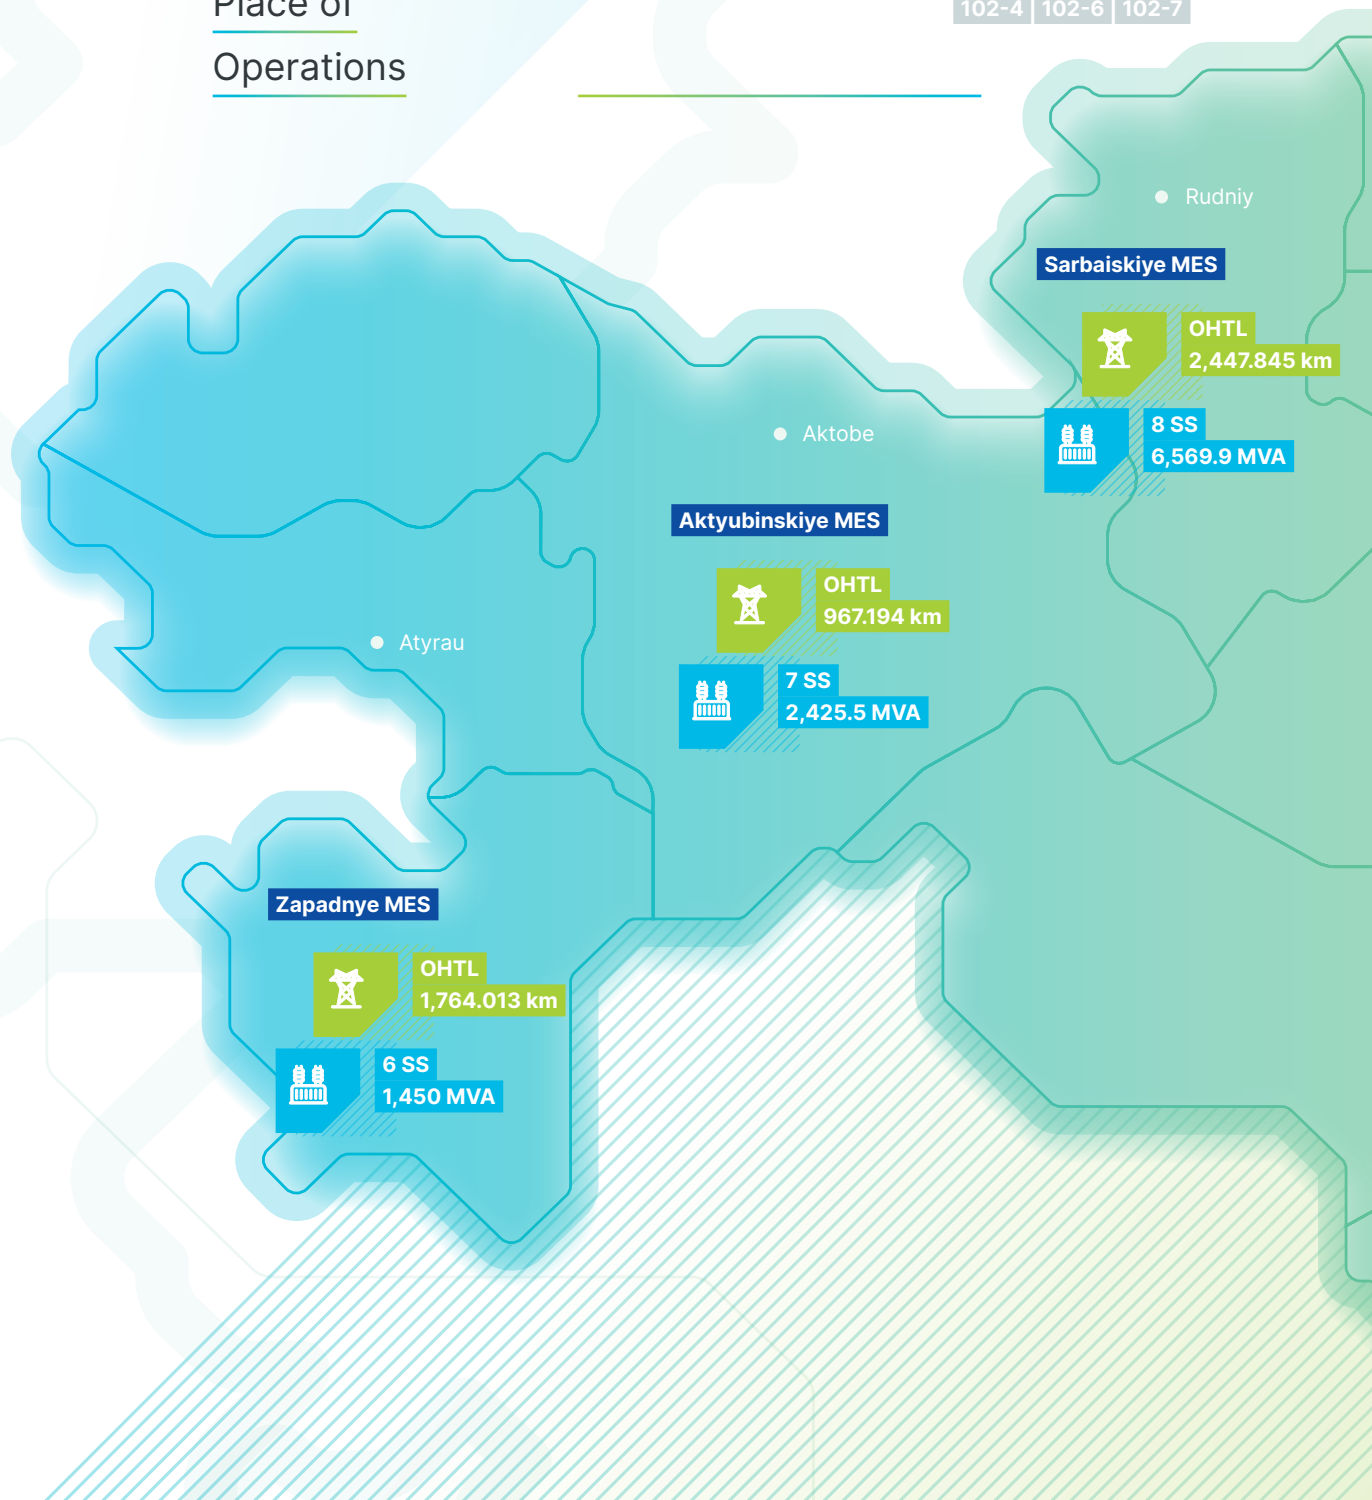 Place of
Operations
102-4 102-6 102-7
Rudniy
Sarbaiskiye MES
OHTL
2,447.845 km
8 SS
6,569.9 MVA
Aktobe
Aktyubinskiye MES
OHTL
967.194 km
7 SS
2,425.5 MVA
Atyrau
Zapadnye MES
OHTL
1,764.013 km
6 SS
1,450 MVA